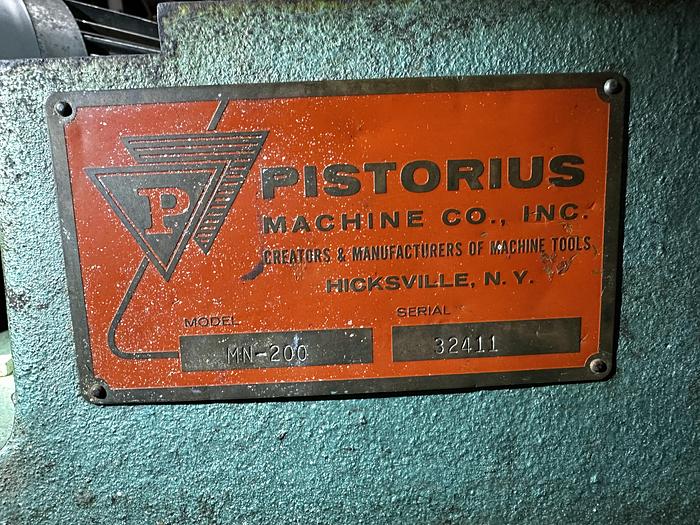 P
PISTORIUS
MACHINE CO., INC.
CREATORS & MANUFACTURERS OF MACHINE TOOLS
HICKSVILLE, N.Y.
MODEL SERIAL
MN-200 32411